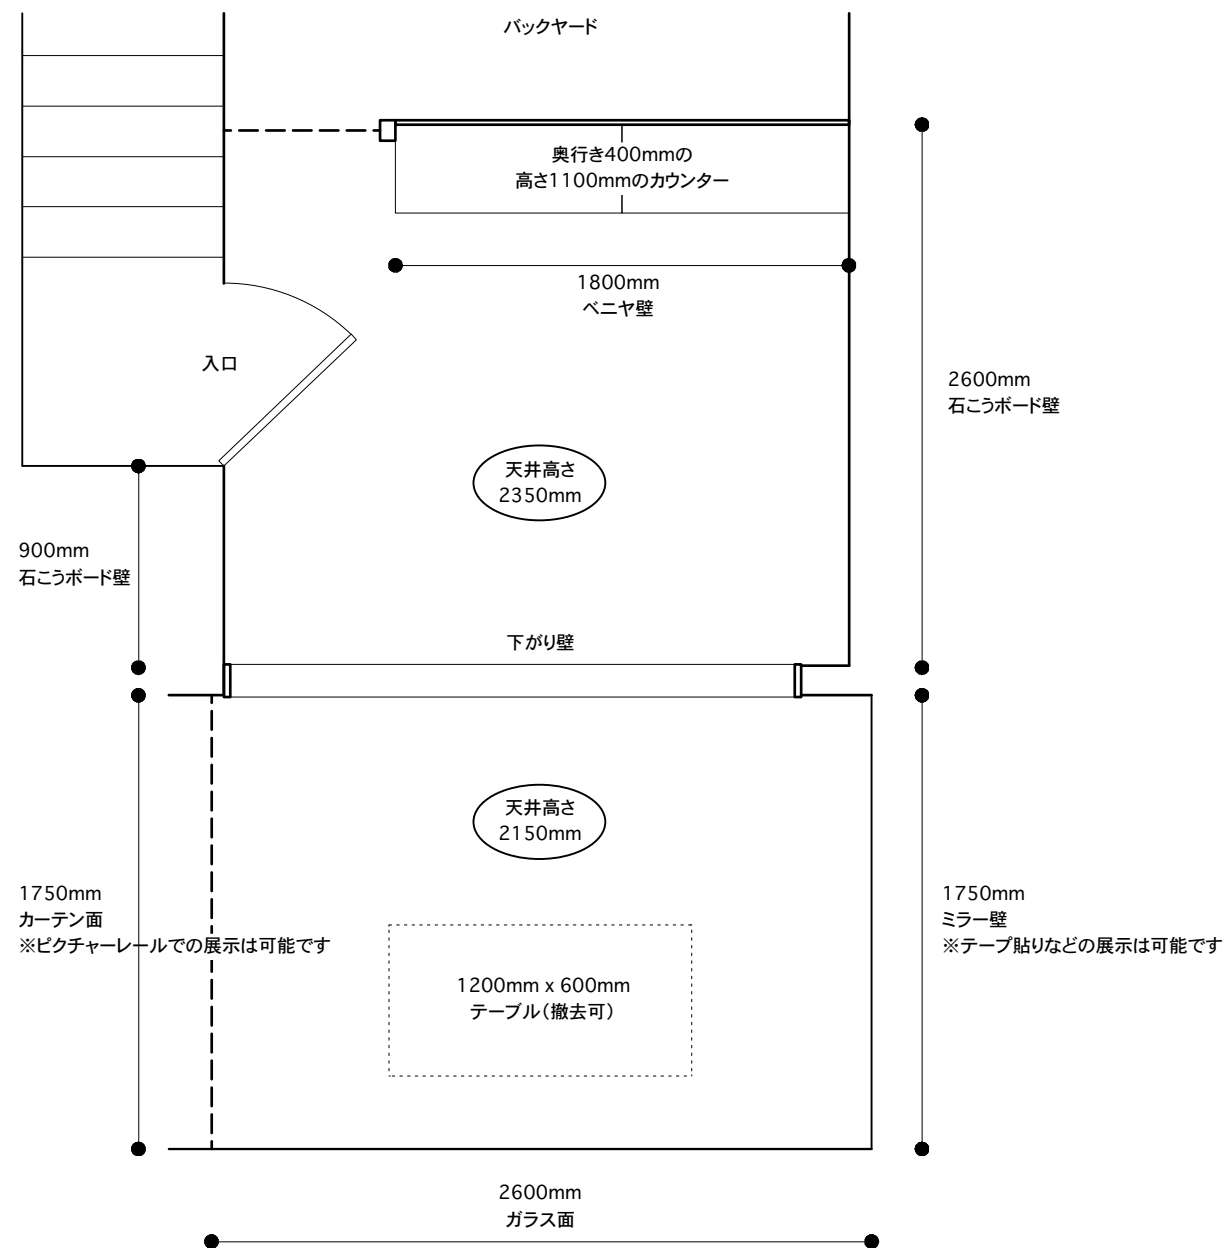 バックヤード
奥行き400mmの
高さ1100mmのカウンター
1800mm
ベニヤ壁
入口
2600mm
石こうボード壁
天井高さ
2350mm
900mm
石こうボード壁
下がり壁
天井高さ
2150mm
1750mm
カーテン面
※ピクチャーレールでの展示は可能です
1750mm
ミラー壁
※テープ貼りなどの展示は可能です
1200mm x 600mm
テーブル（撤去可）
2600mm
ガラス面